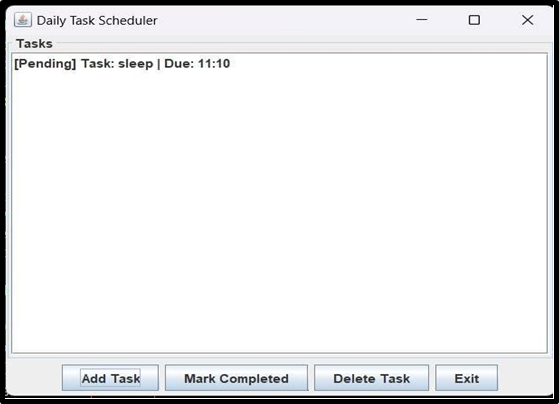 Daily Task Scheduler
Tasks
[Pending] Task: sleep | Due: 11:10
Add Task Mark Completed Delete Task Exit